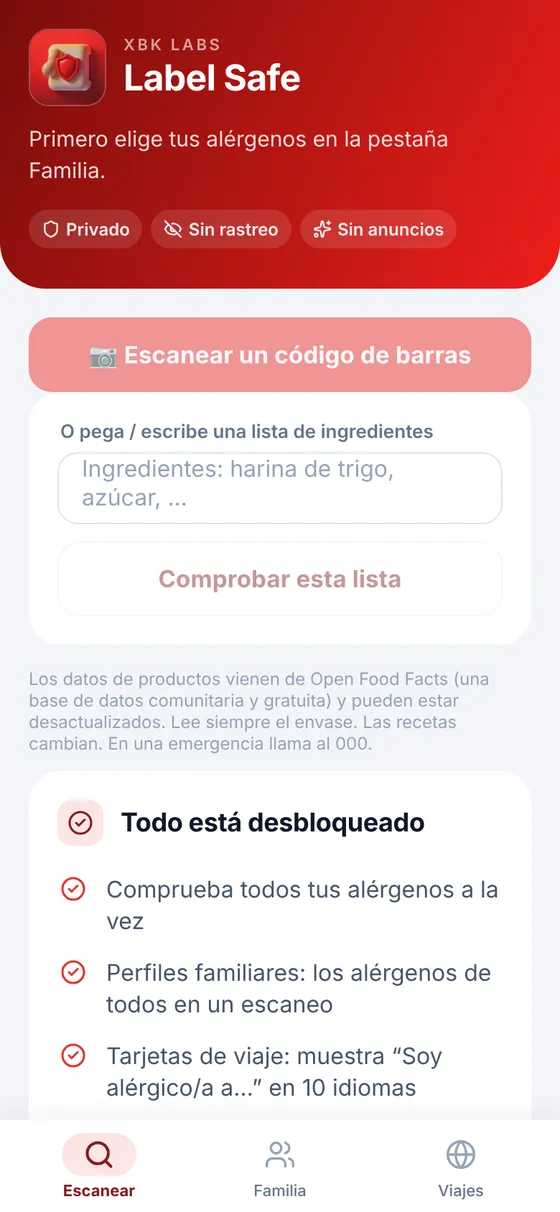 XBK LABS
Label Safe
Primero elige tus alérgenos en la pestaña
Familia.
Privado
Sin rastreo
Sin anuncios
📷 Escanear un código de barras
O pega / escribe una lista de ingredientes
Ingredientes: harina de trigo,
azúcar, ...
Comprobar esta lista
Los datos de productos vienen de Open Food Facts (una
base de datos comunitaria y gratuita) y pueden estar
desactualizados. Lee siempre el envase. Las recetas
cambian. En una emergencia llama al 000.
Todo está desbloqueado
Comprueba todos tus alérgenos a la
vez
Perfiles familiares: los alérgenos de
todos en un escaneo
Tarjetas de viaje: muestra “Soy
alérgico/a a…” en 10 idiomas
Escanear
Familia
Viajes